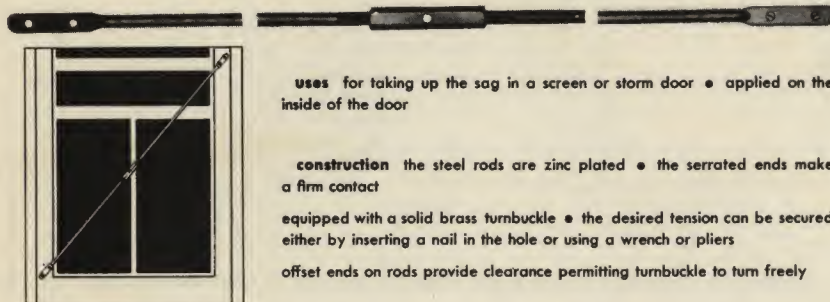 uses for taking up the sag in a screen or storm door • applied on the
inside of the door
construction the steel rods are zinc plated • the serrated ends make
a firm contact
equipped with a solid brass turnbuckle • the desired tension can be secured
either by inserting a nail in the hole or using a wrench or pliers
offset ends on rods provide clearance permitting turnbuckle to turn freely